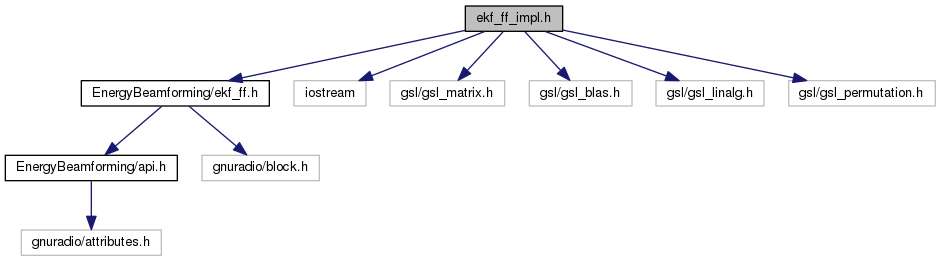 ekf_ff_impl.h
EnergyBeamforming/ekf_ff.h
iostream
gsl/gsl_matrix.h
gsl/gsl_blas.h
gsl/gsl_linalg.h
gsl/gsl_permutation.h
EnergyBeamforming/api.h
gnuradio/block.h
gnuradio/attributes.h